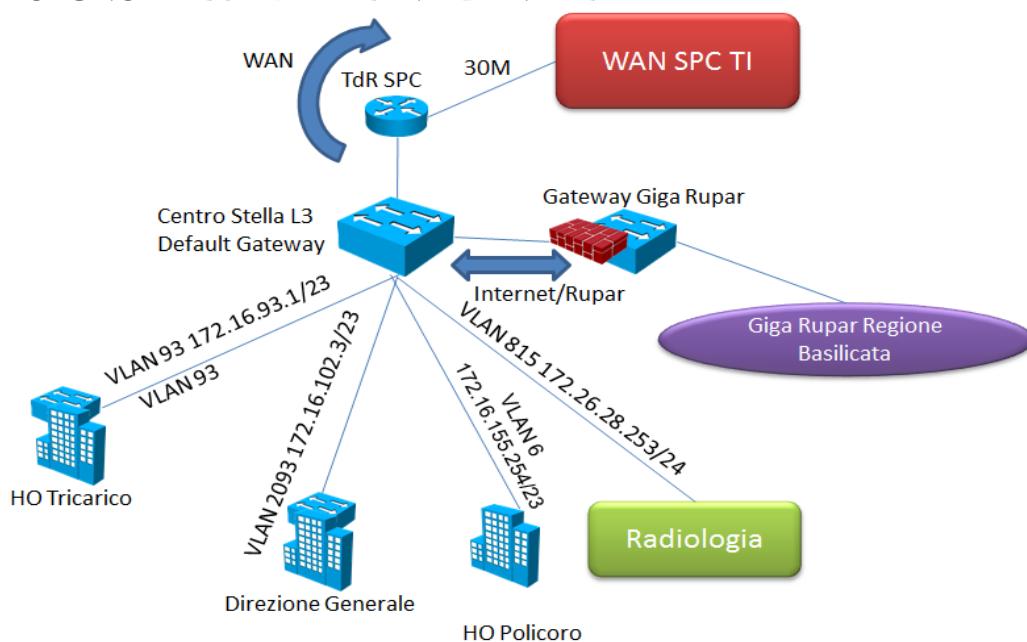 WAN
TdR SPC
30M
WAN SPC TI
Centro Stella L3
Default Gateway
Gateway Giga Rupar
Internet/Rupar
Giga Rupar Regione
Basilicata
VLAN 93 172.16.93.1/23
VLAN 93
VLAN 2093 172.16.102.3/23
VLAN 6
172.16.155.254/23
VLAN 815 172.26.28.253/24
HO Tricarico
Direzione Generale
HO Policoro
Radiologia